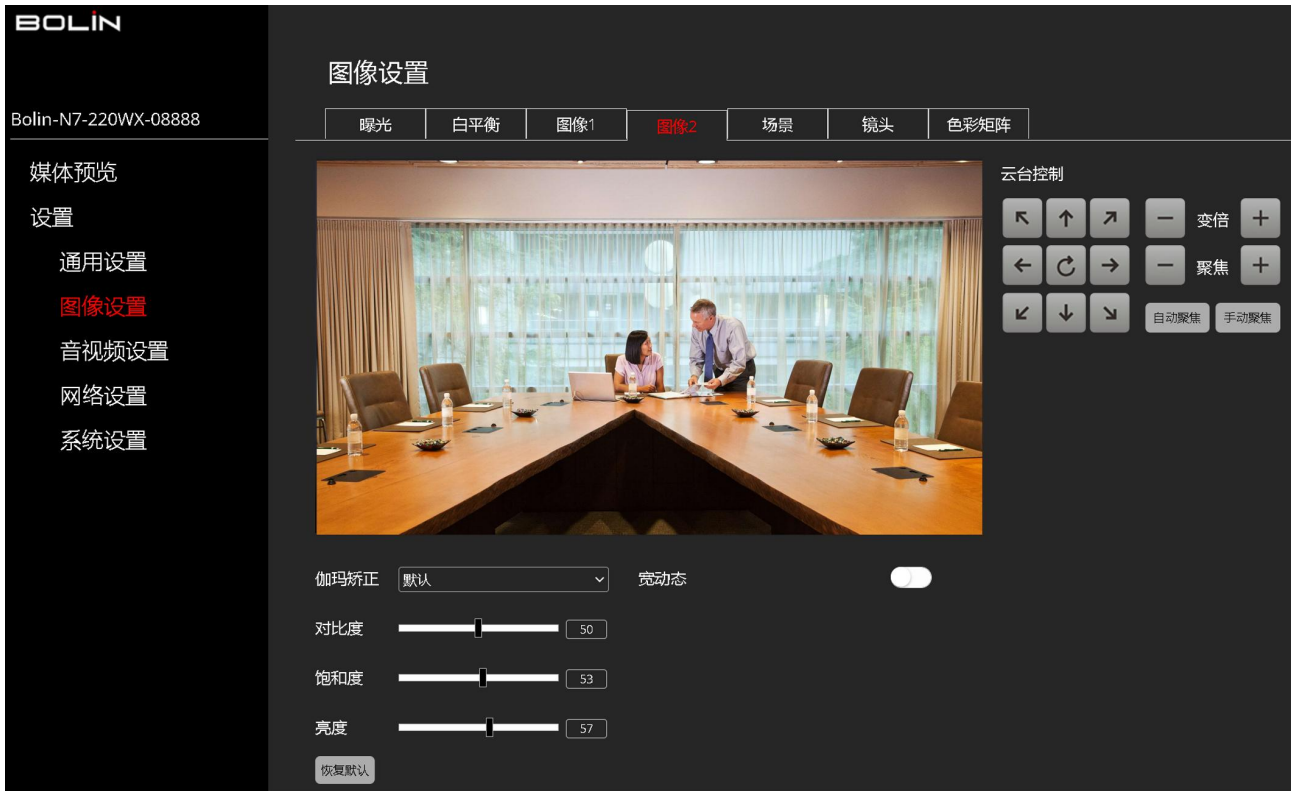 BOLIN
Bolin-N7-220WX-08888
媒体预览
设置
通用设置
图像设置
音视频设置
网络设置
系统设置
图像设置
曝光 白平衡 图像1 图像2 场景 镜头 色彩矩阵
云台控制
变倍
聚焦
自动聚焦 手动聚焦
伽玛矫正 默认 宽动态
对比度 50
饱和度 53
亮度 57
恢复默认